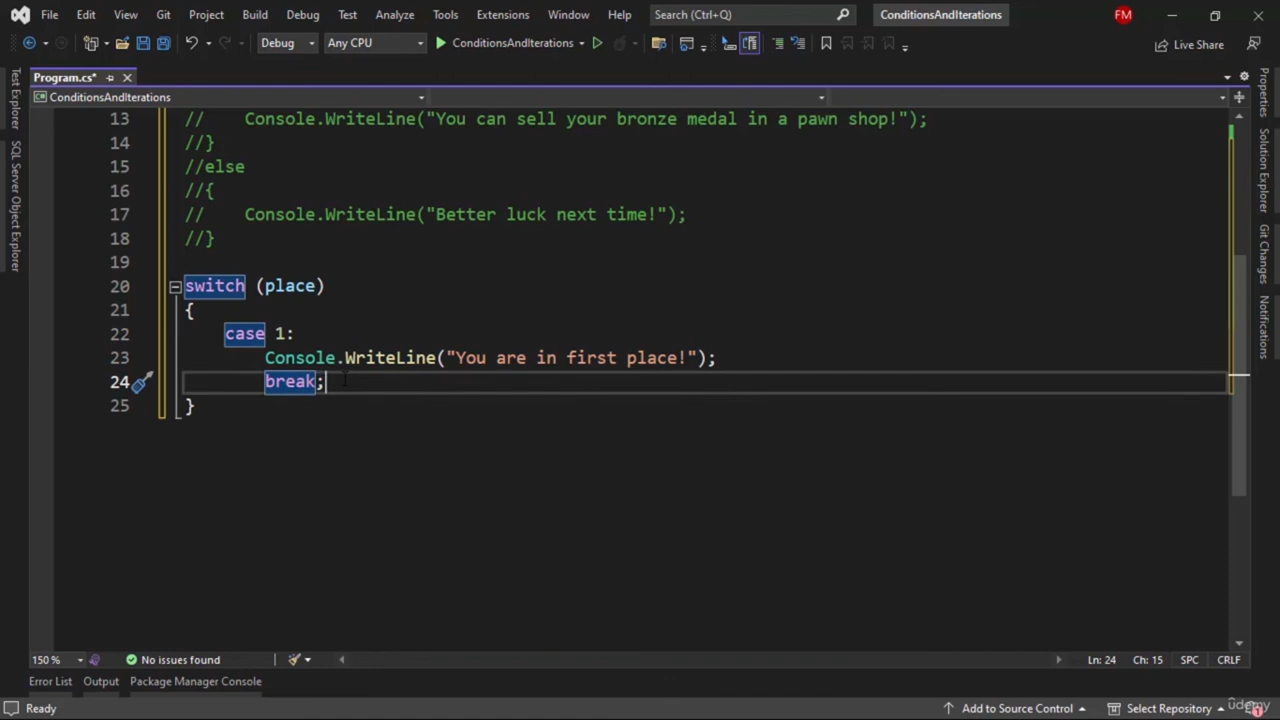 File Edit View Git Project Build Debug Test Analyze Tools Extensions Window Help Search (Ctrl+Q) ConditionsAndIterations FM
Debug Any CPU ConditionsAndIterations Live Share
Program.cs*
ConditionsAndIterations
13 // Console.WriteLine("You can sell your bronze medal in a pawn shop!");
14 //}
15 //else
16 //{
17 // Console.WriteLine("Better luck next time!");
18 //}
19
20 switch (place)
21 {
22 case 1:
23 Console.WriteLine("You are in first place!");
24 break;
25 }
Test Explorer
SQL Server Object Explorer
Properties
Solution Explorer
Git Changes
Notifications
150 % No issues found Ln: 24 Ch: 15 SPC CRLF
Error List Output Package Manager Console
Ready Add to Source Control Select Repository 1
ûdemy